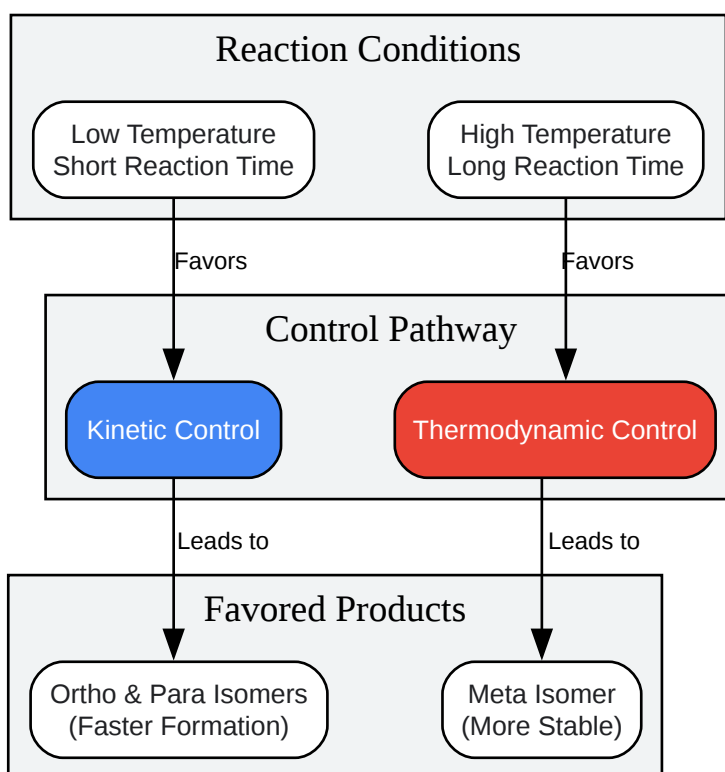 Reaction Conditions
Low Temperature
Short Reaction Time
High Temperature
Long Reaction Time
Favors
Favors
Control Pathway
Kinetic Control
Thermodynamic Control
Leads to
Leads to
Favored Products
Ortho & Para Isomers
(Faster Formation)
Meta Isomer
(More Stable)